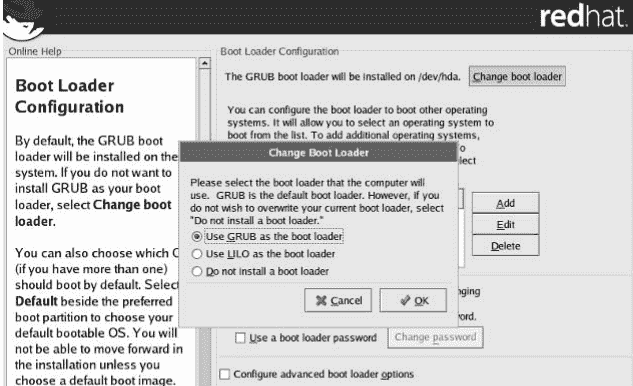 redhat.
Online Help
Boot Loader
Configuration
By default, the GRUB boot
loader will be installed on the
system. If you do not want to
install GRUB as your boot
loader, select Change boot
loader.
You can also choose which
(if you have more than one)
should boot by default. Select
Default beside the preferred
boot partition to choose your
default bootable OS. You will
not be able to move forward in
the installation unless you
choose a default boot image.
Boot Loader Configuration
The GRUB boot loader will be installed on /dev/hda.
Change boot loader
You can configure the boot loader to boot other operating
systems. It will allow you to select an operating system to
boot from the list. To add additional operating systems,
Change Boot Loader
Please select the boot loader that the computer will
use. GRUB is the default boot loader. However, if you
do not wish to overwrite your current boot loader, select
"Do not install a boot loader."
Use GRUB as the boot loader
Use LILO as the boot loader
Do not install a boot loader
Cancel
OK
Add
Edit
Delete
Use a boot loader password
Change password
Configure advanced boot loader options